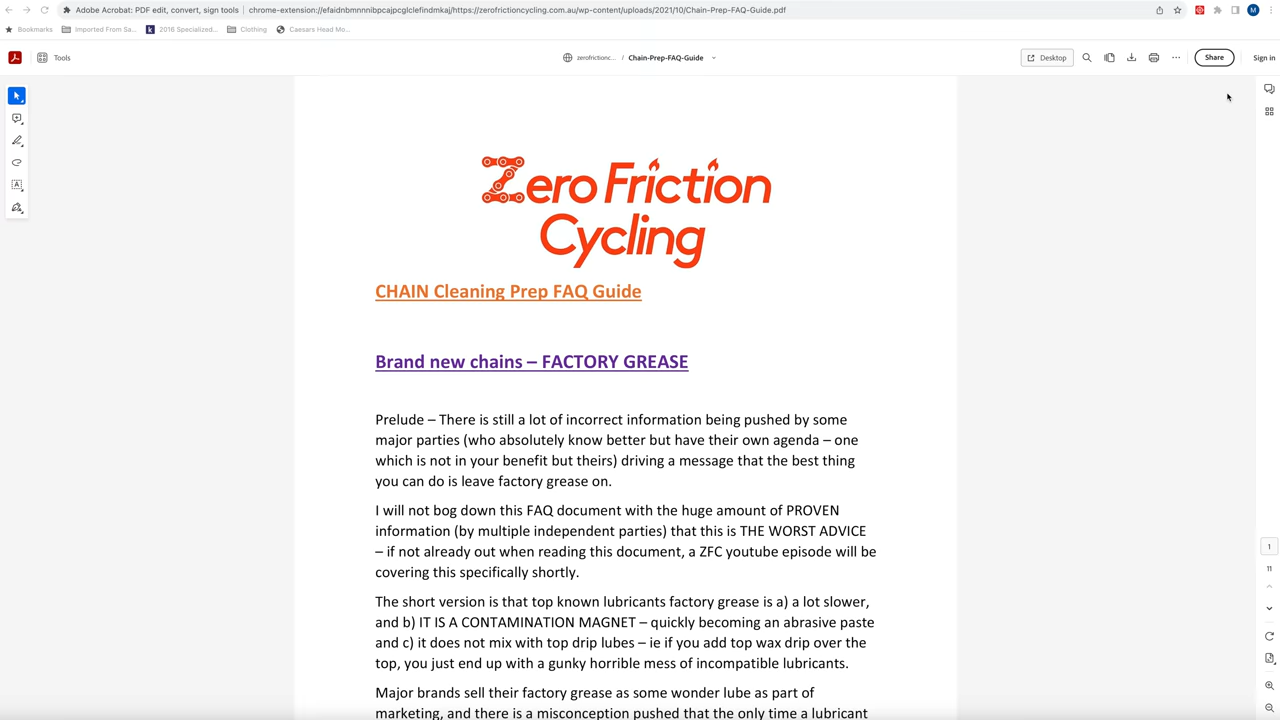 Adobe Acrobat: PDF edit, convert, sign tools | chrome-extension://efaidnbmnnnibpcajpcglclefindmkaj/https://zerofrictioncycling.com.au/wp-content/uploads/2021/10/Chain-Prep-FAQ-Guide.pdf
M
Bookmarks Imported From Sa... k 2016 Specialized... Clothing Caesars Head Mo...
Tools zerofrictionc... / Chain-Prep-FAQ-Guide Desktop Share Sign in
Zero Friction
Cycling
CHAIN Cleaning Prep FAQ Guide
Brand new chains – FACTORY GREASE
Prelude – There is still a lot of incorrect information being pushed by some
major parties (who absolutely know better but have their own agenda – one
which is not in your benefit but theirs) driving a message that the best thing
you can do is leave factory grease on.
I will not bog down this FAQ document with the huge amount of PROVEN
information (by multiple independent parties) that this is THE WORST ADVICE
– if not already out when reading this document, a ZFC youtube episode will be
covering this specifically shortly.
The short version is that top known lubricants factory grease is a) a lot slower,
and b) IT IS A CONTAMINATION MAGNET – quickly becoming an abrasive paste
and c) it does not mix with top drip lubes – ie if you add top wax drip over the
top, you just end up with a gunky horrible mess of incompatible lubricants.
Major brands sell their factory grease as some wonder lube as part of
marketing, and there is a misconception pushed that the only time a lubricant
1
11